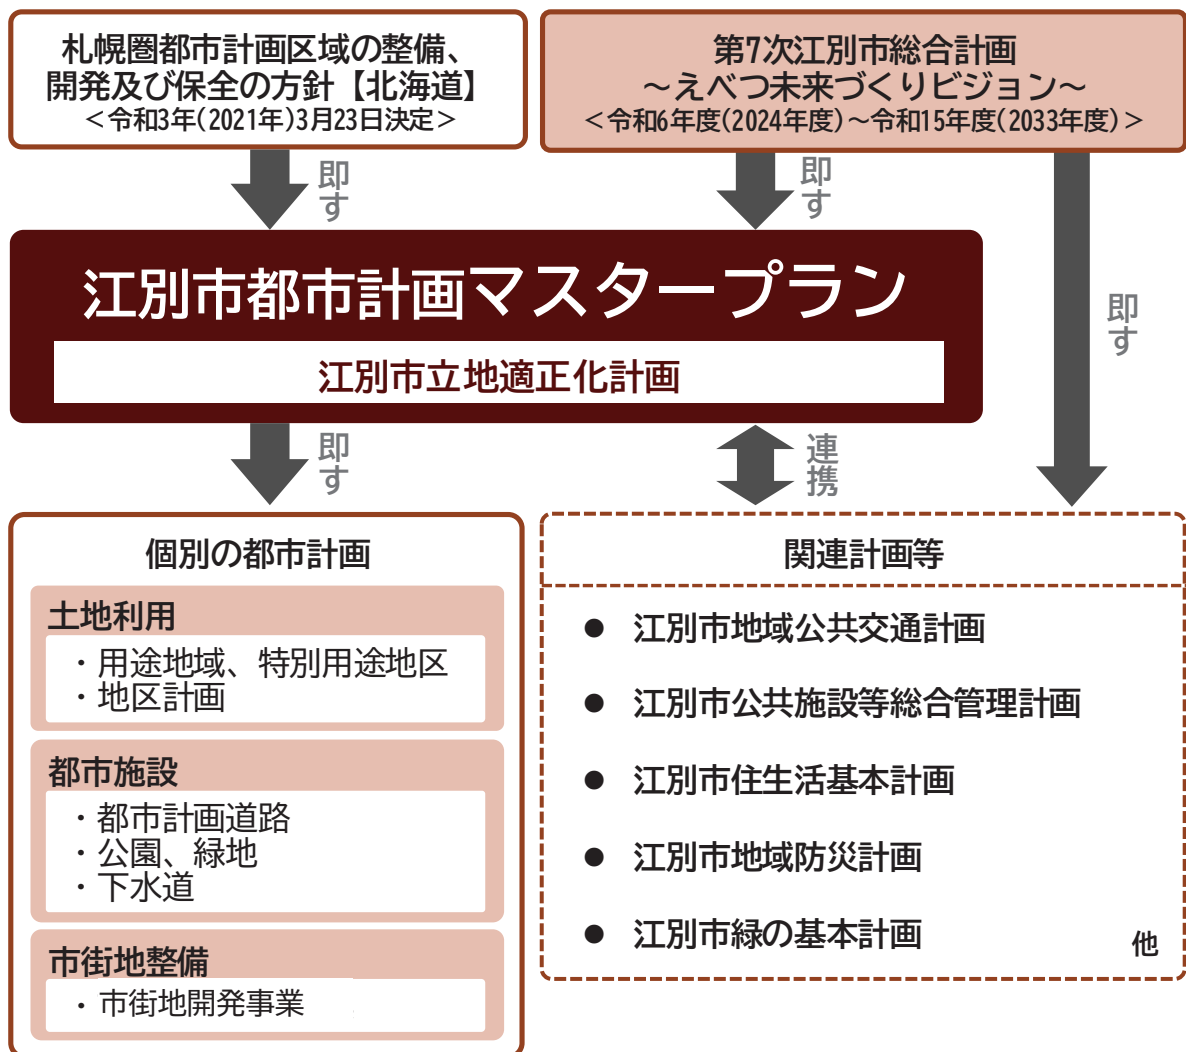 札幌圏都市計画区域の整備、
開発及び保全の方針【北海道】
＜令和3年(2021年)3月23日決定＞
第7次江別市総合計画
～えべつ未来づくりビジョン～
＜令和6年度(2024年度)～令和15年度(2033年度)＞
即す
即す
即す
江別市都市計画マスタープラン
江別市立地適正化計画
即す
連携
個別の都市計画
土地利用
・用途地域、特別用途地区
・地区計画
都市施設
・都市計画道路
・公園、緑地
・下水道
市街地整備
・市街地開発事業
関連計画等
● 江別市地域公共交通計画
● 江別市公共施設等総合管理計画
● 江別市住生活基本計画
● 江別市地域防災計画
● 江別市緑の基本計画
他